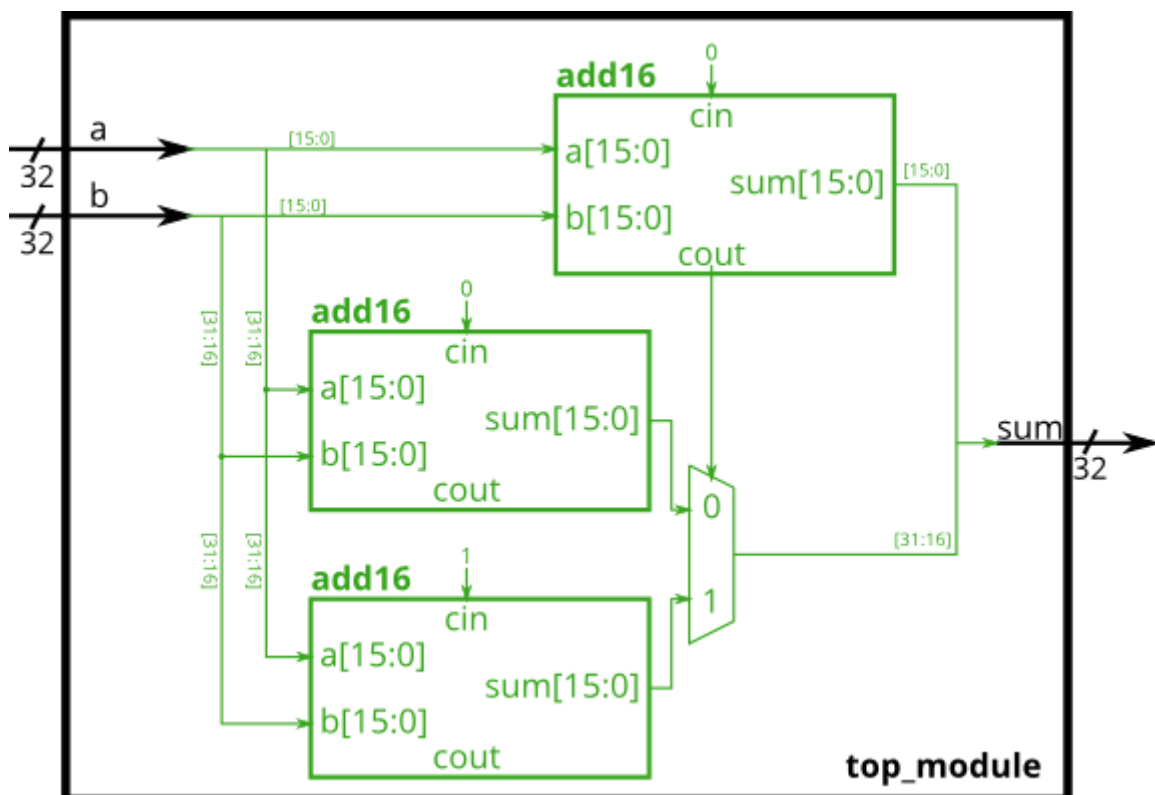 0
add16
cin
a
[15:0]
a[15:0]
32
sum[15:0]
[15:0]
b
[15:0]
b[15:0]
32
cout
0
add16
cin
[31:16]
[31:16]
a[15:0]
sum[15:0]
b[15:0]
sum
32
cout
0
[31:16]
[31:16]
[31:16]
1
add16
1
cin
a[15:0]
sum[15:0]
b[15:0]
cout
top_module